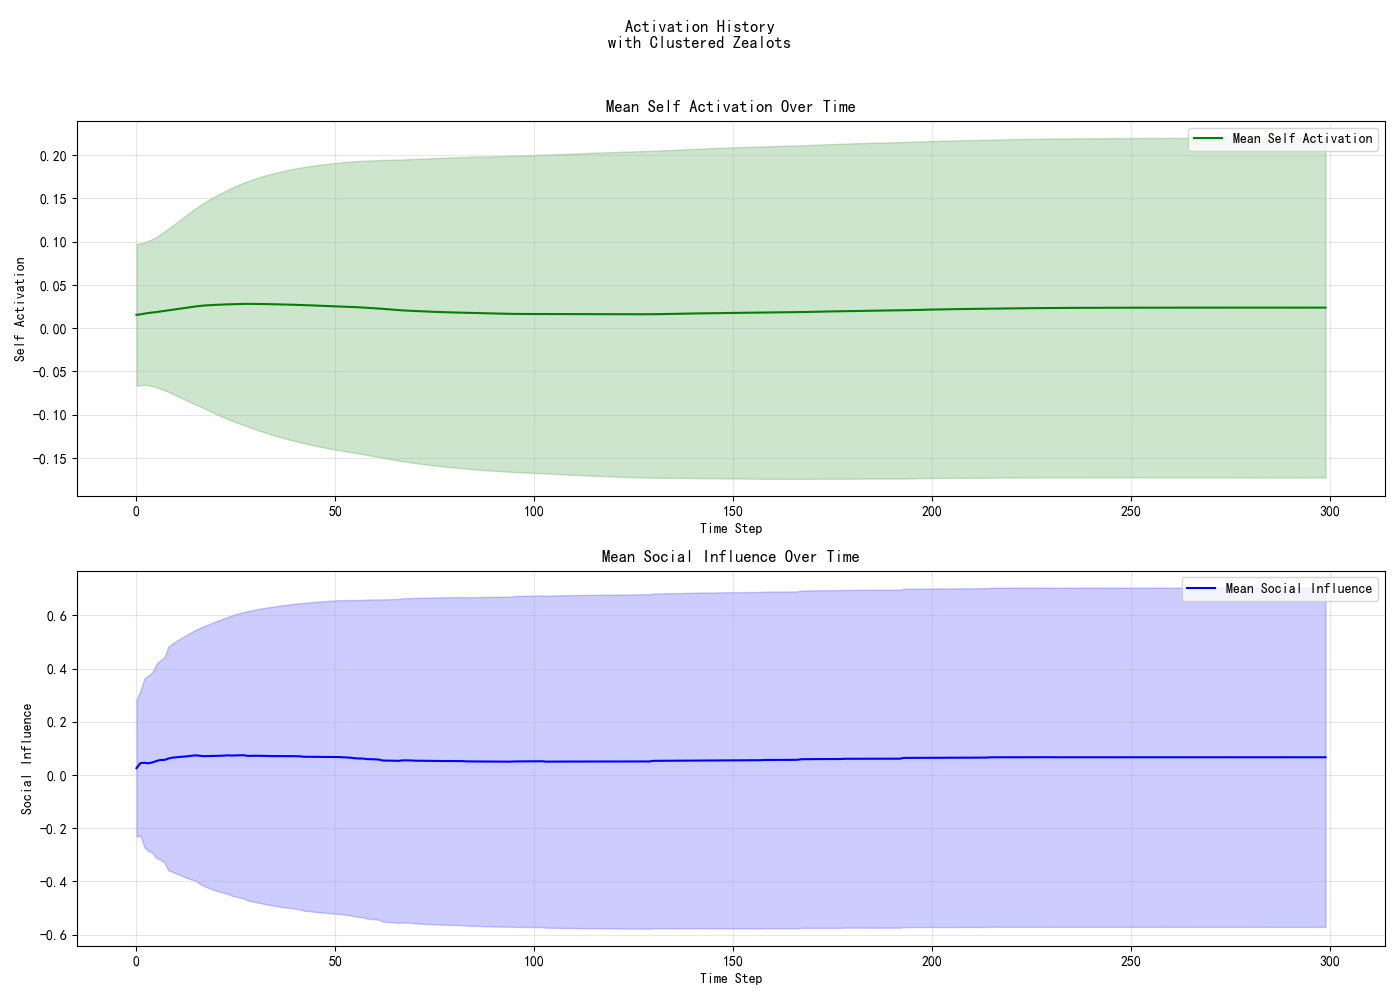 Activation History
with Clustered Zealots
Mean Self Activation Over Time
Mean Self Activation
Self Activation
0.20
0.15
0.10
0.05
0.00
−0.05
−0.10
−0.15
0 50 100 150 200 250 300
Time Step
Mean Social Influence Over Time
Mean Social Influence
Social Influence
0.6
0.4
0.2
0.0
−0.2
−0.4
−0.6
0 50 100 150 200 250 300
Time Step